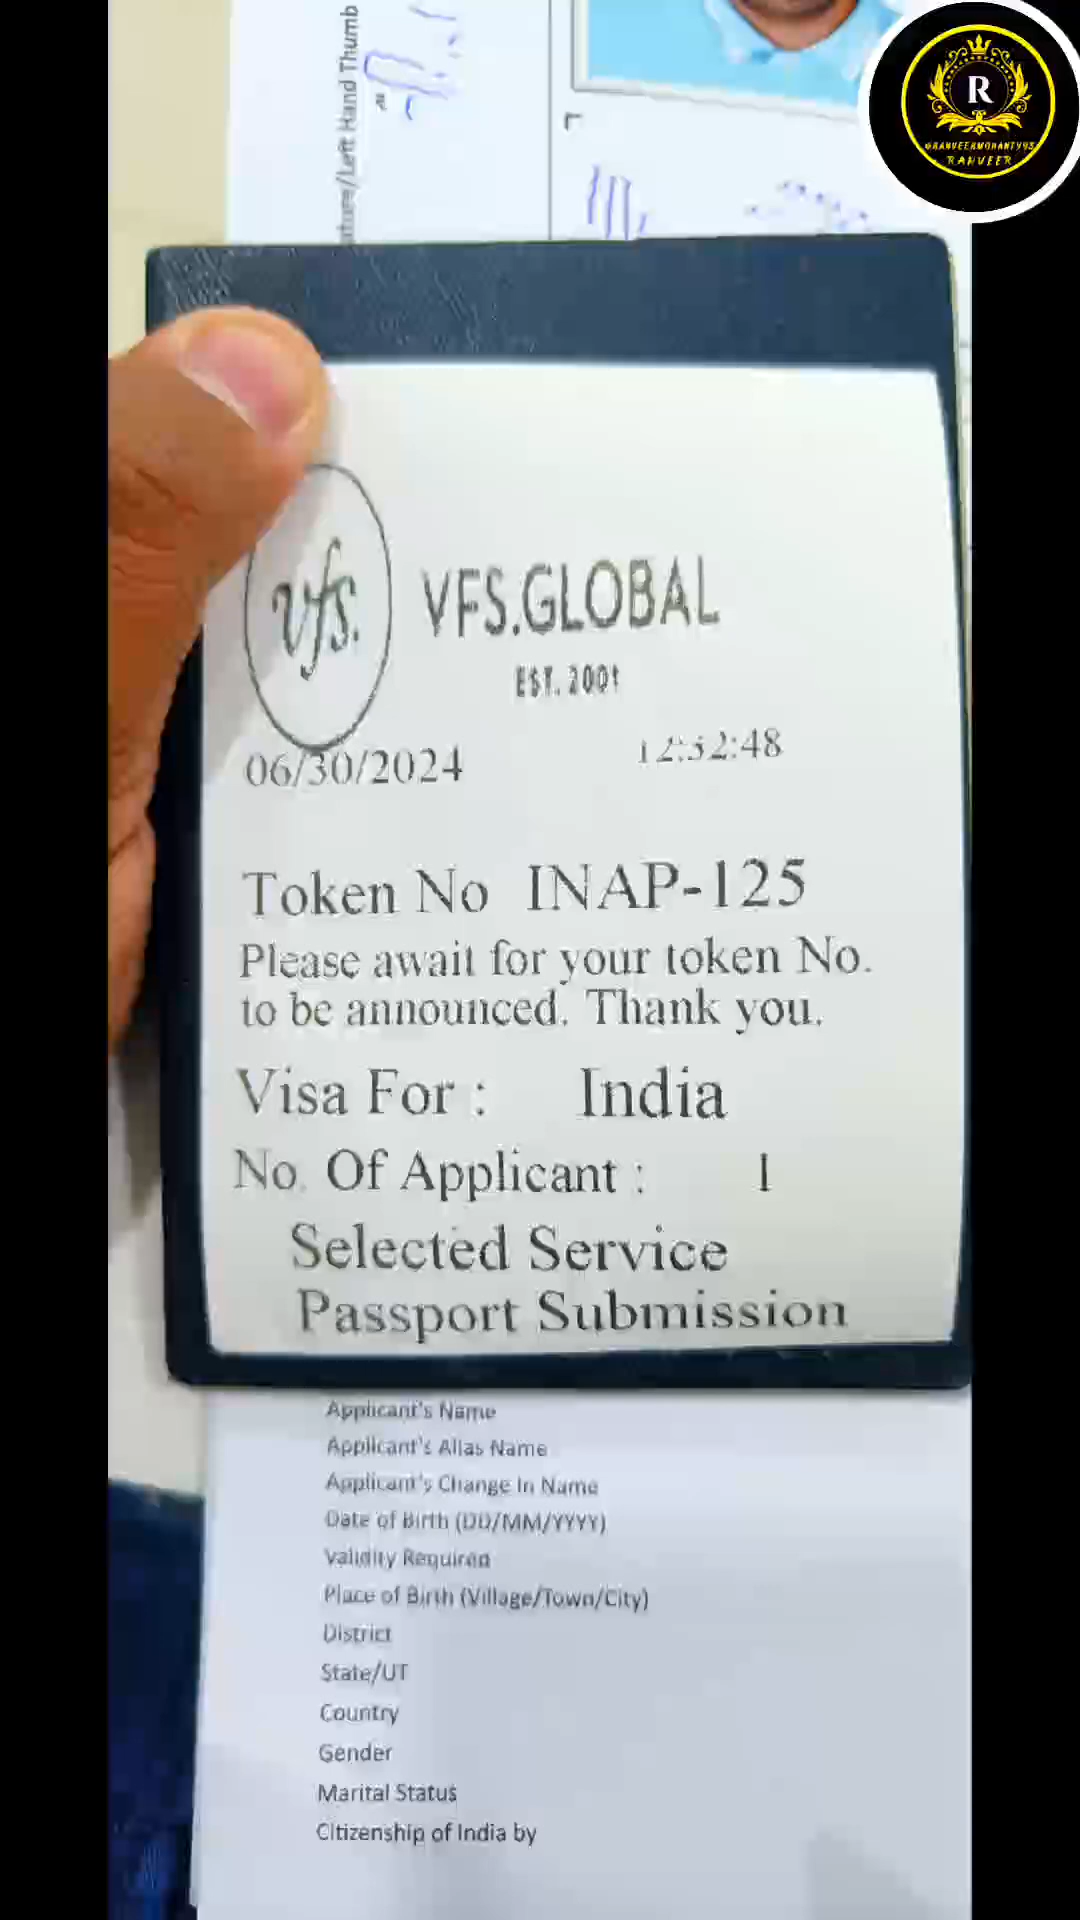 ature/Left Hand Thumb
R
RANVEER
vfs.
VFS.GLOBAL
EST. 2001
06/30/2024
12:52:48
Token No INAP-125
Please await for your token No.
to be announced. Thank you.
Visa For : India
No. Of Applicant : 1
Selected Service
Passport Submission
Applicant's Name
Applicant's Alias Name
Applicant's Change In Name
Date of Birth (DD/MM/YYYY)
Validity Required
Place of Birth (Village/Town/City)
District
State/UT
Country
Gender
Marital Status
Citizenship of India by